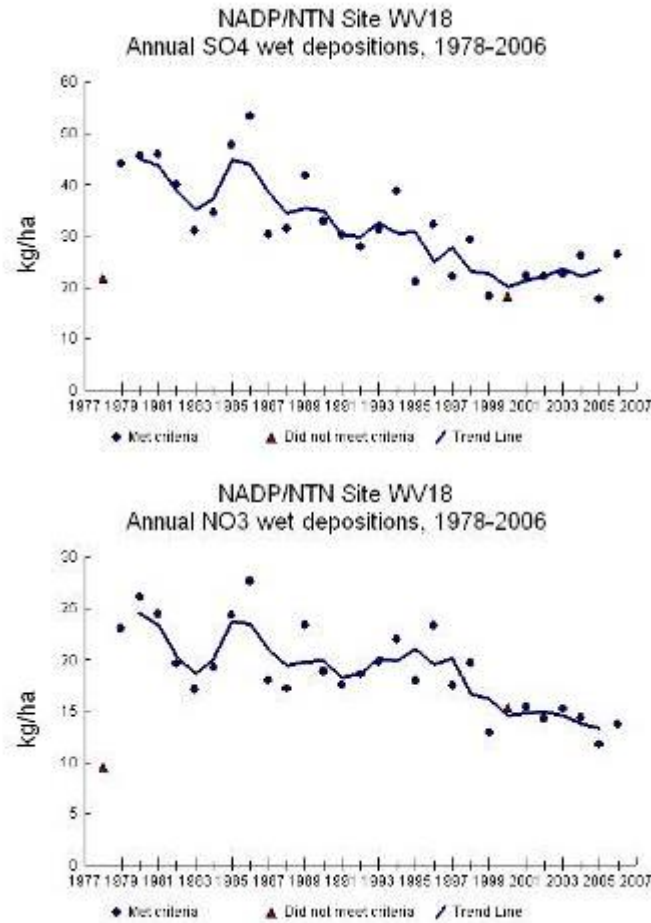 NADP/NTN Site WV18
Annual SO4 wet depositions, 1978-2006
60
50
40
30
20
10
0
kg/ha
1977 1979 1981 1983 1985 1987 1989 1991 1993 1995 1997 1999 2001 2003 2005 2007
Met criteria Did not meet criteria Trend Line
NADP/NTN Site WV18
Annual NO3 wet depositions, 1978-2006
30
25
20
15
10
5
0
kg/ha
1977 1979 1981 1983 1985 1987 1989 1991 1993 1995 1997 1999 2001 2003 2005 2007
Met criteria Did not meet criteria Trend Line